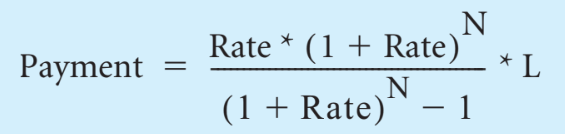 Payment = Rate * (1 + Rate)^N / (1 + Rate)^N − 1 * L